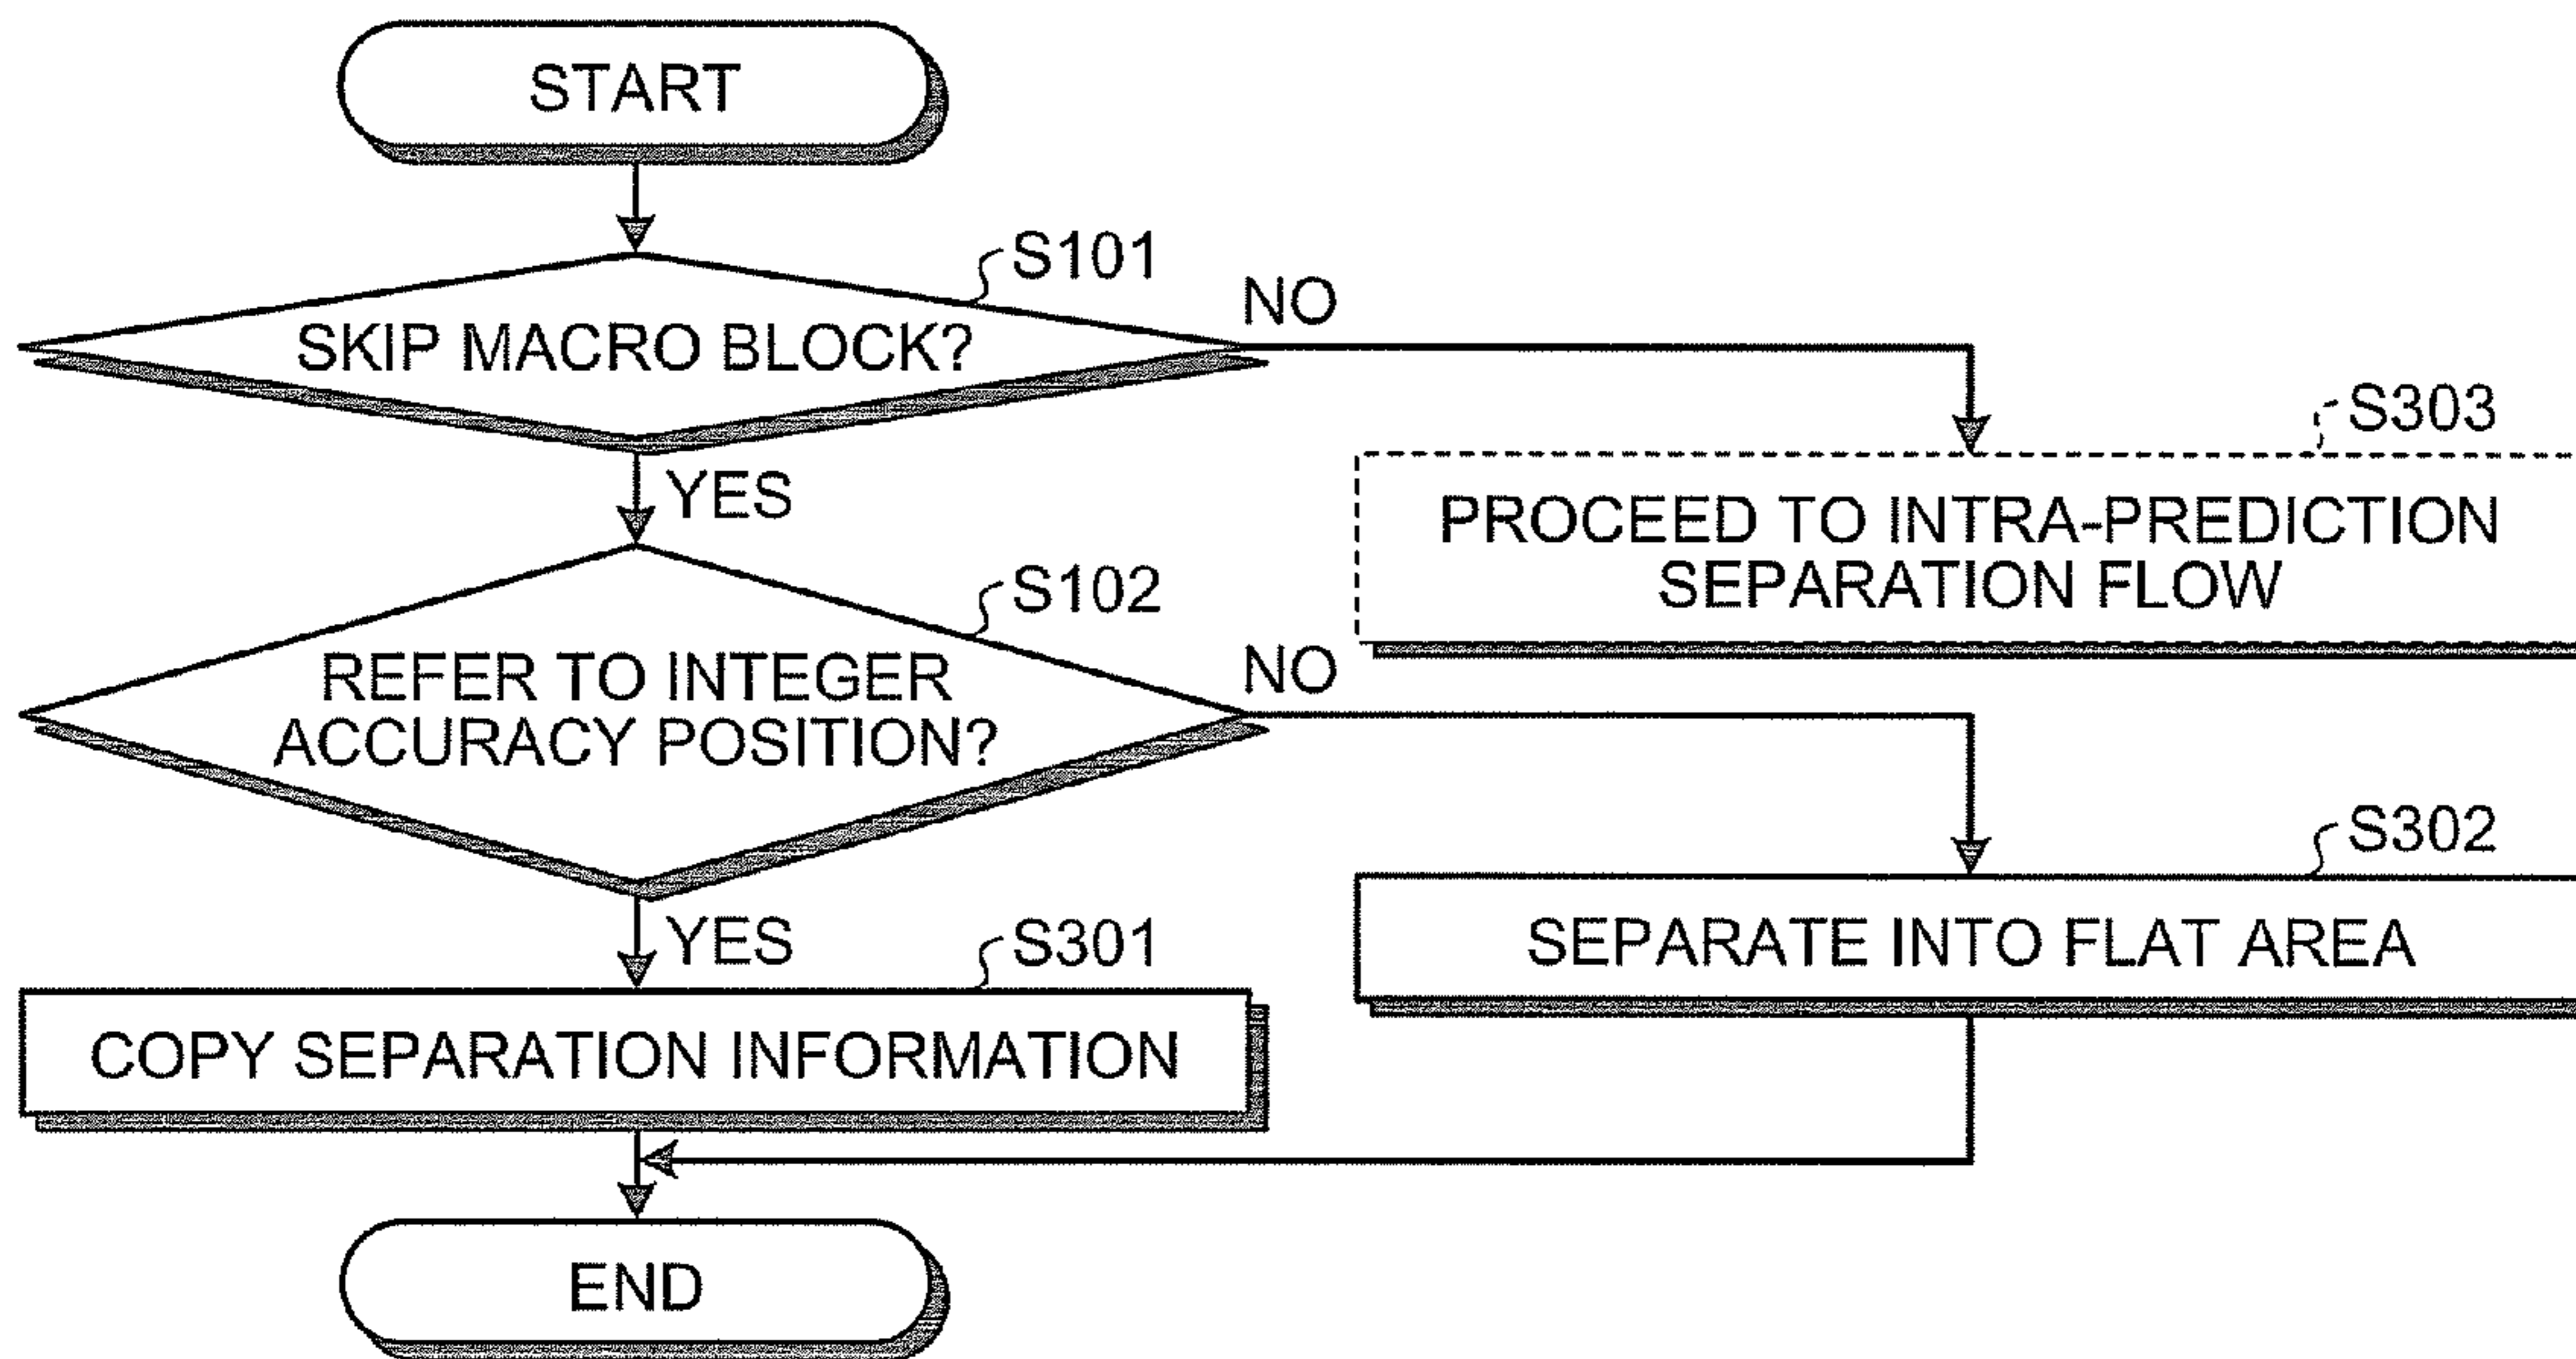 START
S101
SKIP MACRO BLOCK?
NO
YES
S303
PROCEED TO INTRA-PREDICTION
SEPARATION FLOW
S102
REFER TO INTEGER
ACCURACY POSITION?
NO
YES
S302
SEPARATE INTO FLAT AREA
S301
COPY SEPARATION INFORMATION
END